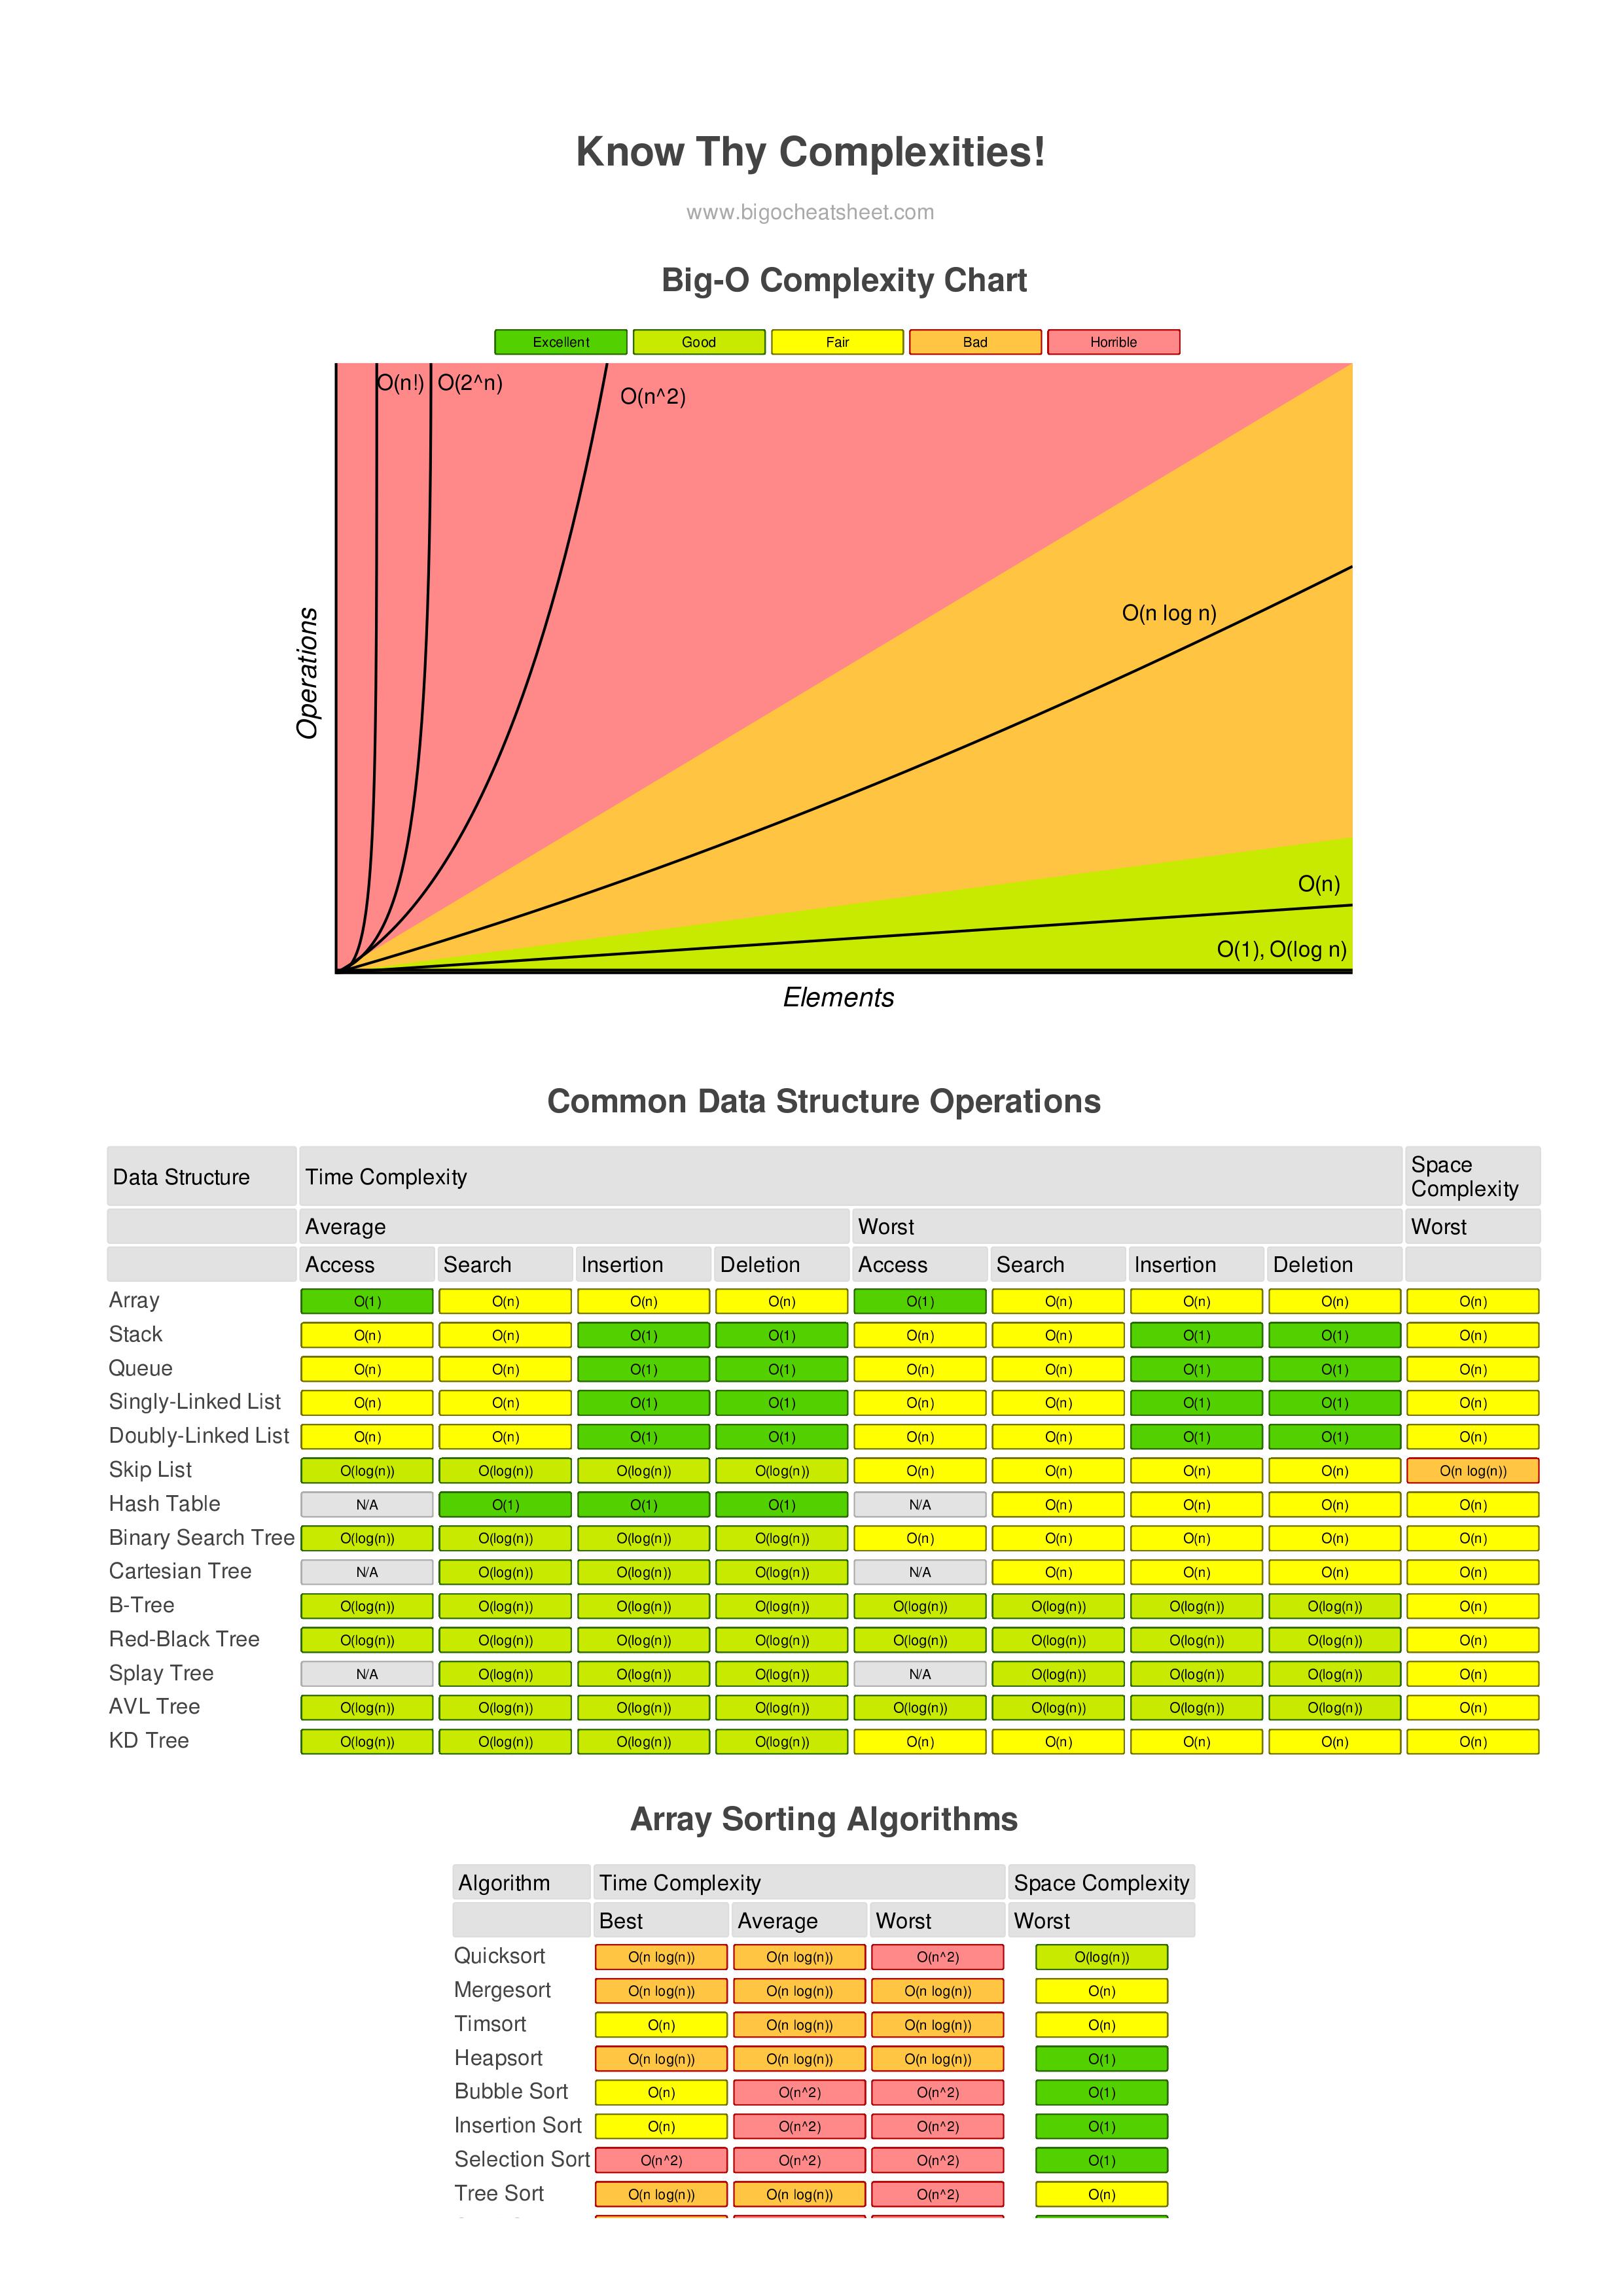 Know Thy Complexities!
www.bigocheatsheet.com
Big-O Complexity Chart
Excellent Good Fair Bad Horrible
O(n!) O(2^n)
O(n^2)
O(n log n)
Operations
O(n)
O(1), O(log n)
Elements
Common Data Structure Operations
Data Structure Time Complexity Space Complexity
Average Worst Worst
Access Search Insertion Deletion Access Search Insertion Deletion
Array O(1) O(n) O(n) O(n) O(1) O(n) O(n) O(n) O(n)
Stack O(n) O(n) O(1) O(1) O(n) O(n) O(1) O(1) O(n)
Queue O(n) O(n) O(1) O(1) O(n) O(n) O(1) O(1) O(n)
Singly-Linked List O(n) O(n) O(1) O(1) O(n) O(n) O(1) O(1) O(n)
Doubly-Linked List O(n) O(n) O(1) O(1) O(n) O(n) O(1) O(1) O(n)
Skip List O(log(n)) O(log(n)) O(log(n)) O(log(n)) O(n) O(n) O(n) O(n) O(n log(n))
Hash Table N/A O(1) O(1) O(1) N/A O(n) O(n) O(n) O(n)
Binary Search Tree O(log(n)) O(log(n)) O(log(n)) O(log(n)) O(n) O(n) O(n) O(n) O(n)
Cartesian Tree N/A O(log(n)) O(log(n)) O(log(n)) N/A O(n) O(n) O(n) O(n)
B-Tree O(log(n)) O(log(n)) O(log(n)) O(log(n)) O(log(n)) O(log(n)) O(log(n)) O(log(n)) O(n)
Red-Black Tree O(log(n)) O(log(n)) O(log(n)) O(log(n)) O(log(n)) O(log(n)) O(log(n)) O(log(n)) O(n)
Splay Tree N/A O(log(n)) O(log(n)) O(log(n)) N/A O(log(n)) O(log(n)) O(log(n)) O(n)
AVL Tree O(log(n)) O(log(n)) O(log(n)) O(log(n)) O(log(n)) O(log(n)) O(log(n)) O(log(n)) O(n)
KD Tree O(log(n)) O(log(n)) O(log(n)) O(log(n)) O(n) O(n) O(n) O(n) O(n)
Array Sorting Algorithms
Algorithm Time Complexity Space Complexity
Best Average Worst Worst
Quicksort O(n log(n)) O(n log(n)) O(n^2) O(log(n))
Mergesort O(n log(n)) O(n log(n)) O(n log(n)) O(n)
Timsort O(n) O(n log(n)) O(n log(n)) O(n)
Heapsort O(n log(n)) O(n log(n)) O(n log(n)) O(1)
Bubble Sort O(n) O(n^2) O(n^2) O(1)
Insertion Sort O(n) O(n^2) O(n^2) O(1)
Selection Sort O(n^2) O(n^2) O(n^2) O(1)
Tree Sort O(n log(n)) O(n log(n)) O(n^2) O(n)